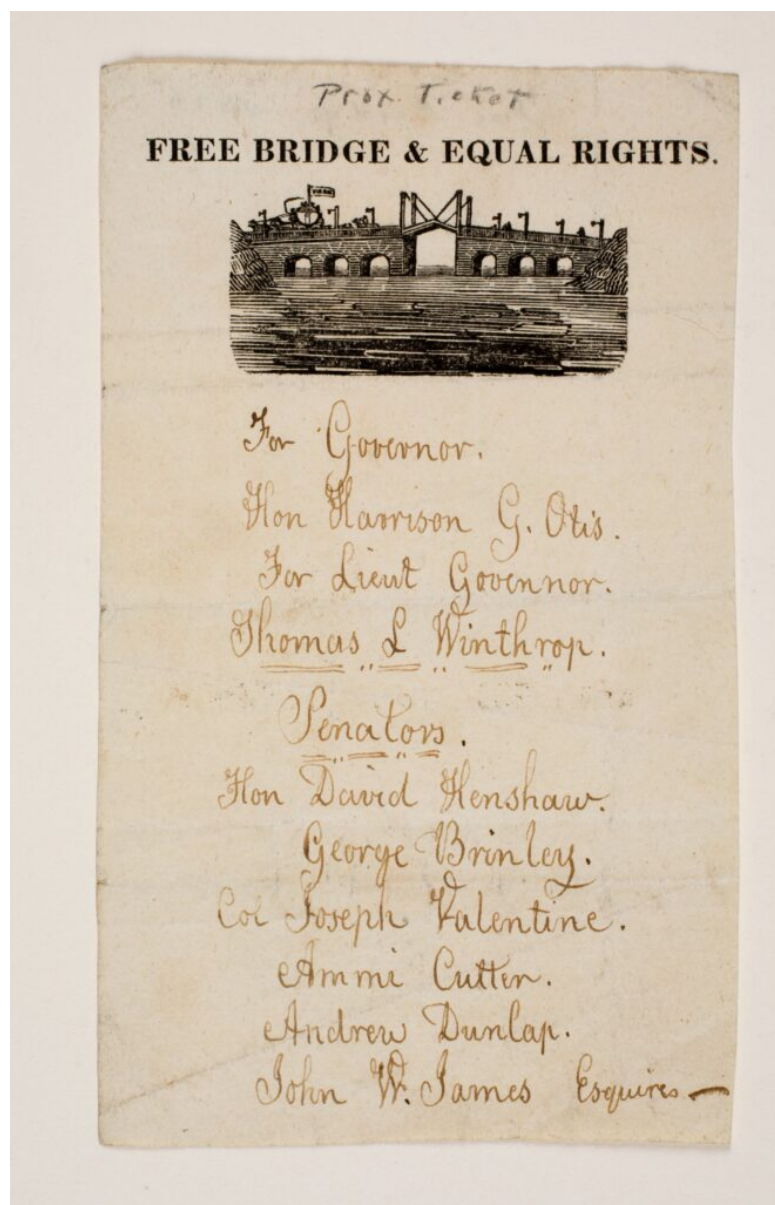 Prox. Ticket
FREE BRIDGE & EQUAL RIGHTS.
For Governor.
Hon Harrison G. Otis.
For Lieut Govennor.
Thomas L Winthrop.
Senators.
Hon David Henshaw.
George Brinley.
Col Joseph Valentine.
Ammi Cutter.
Andrew Dunlap.
John W. James Esquires